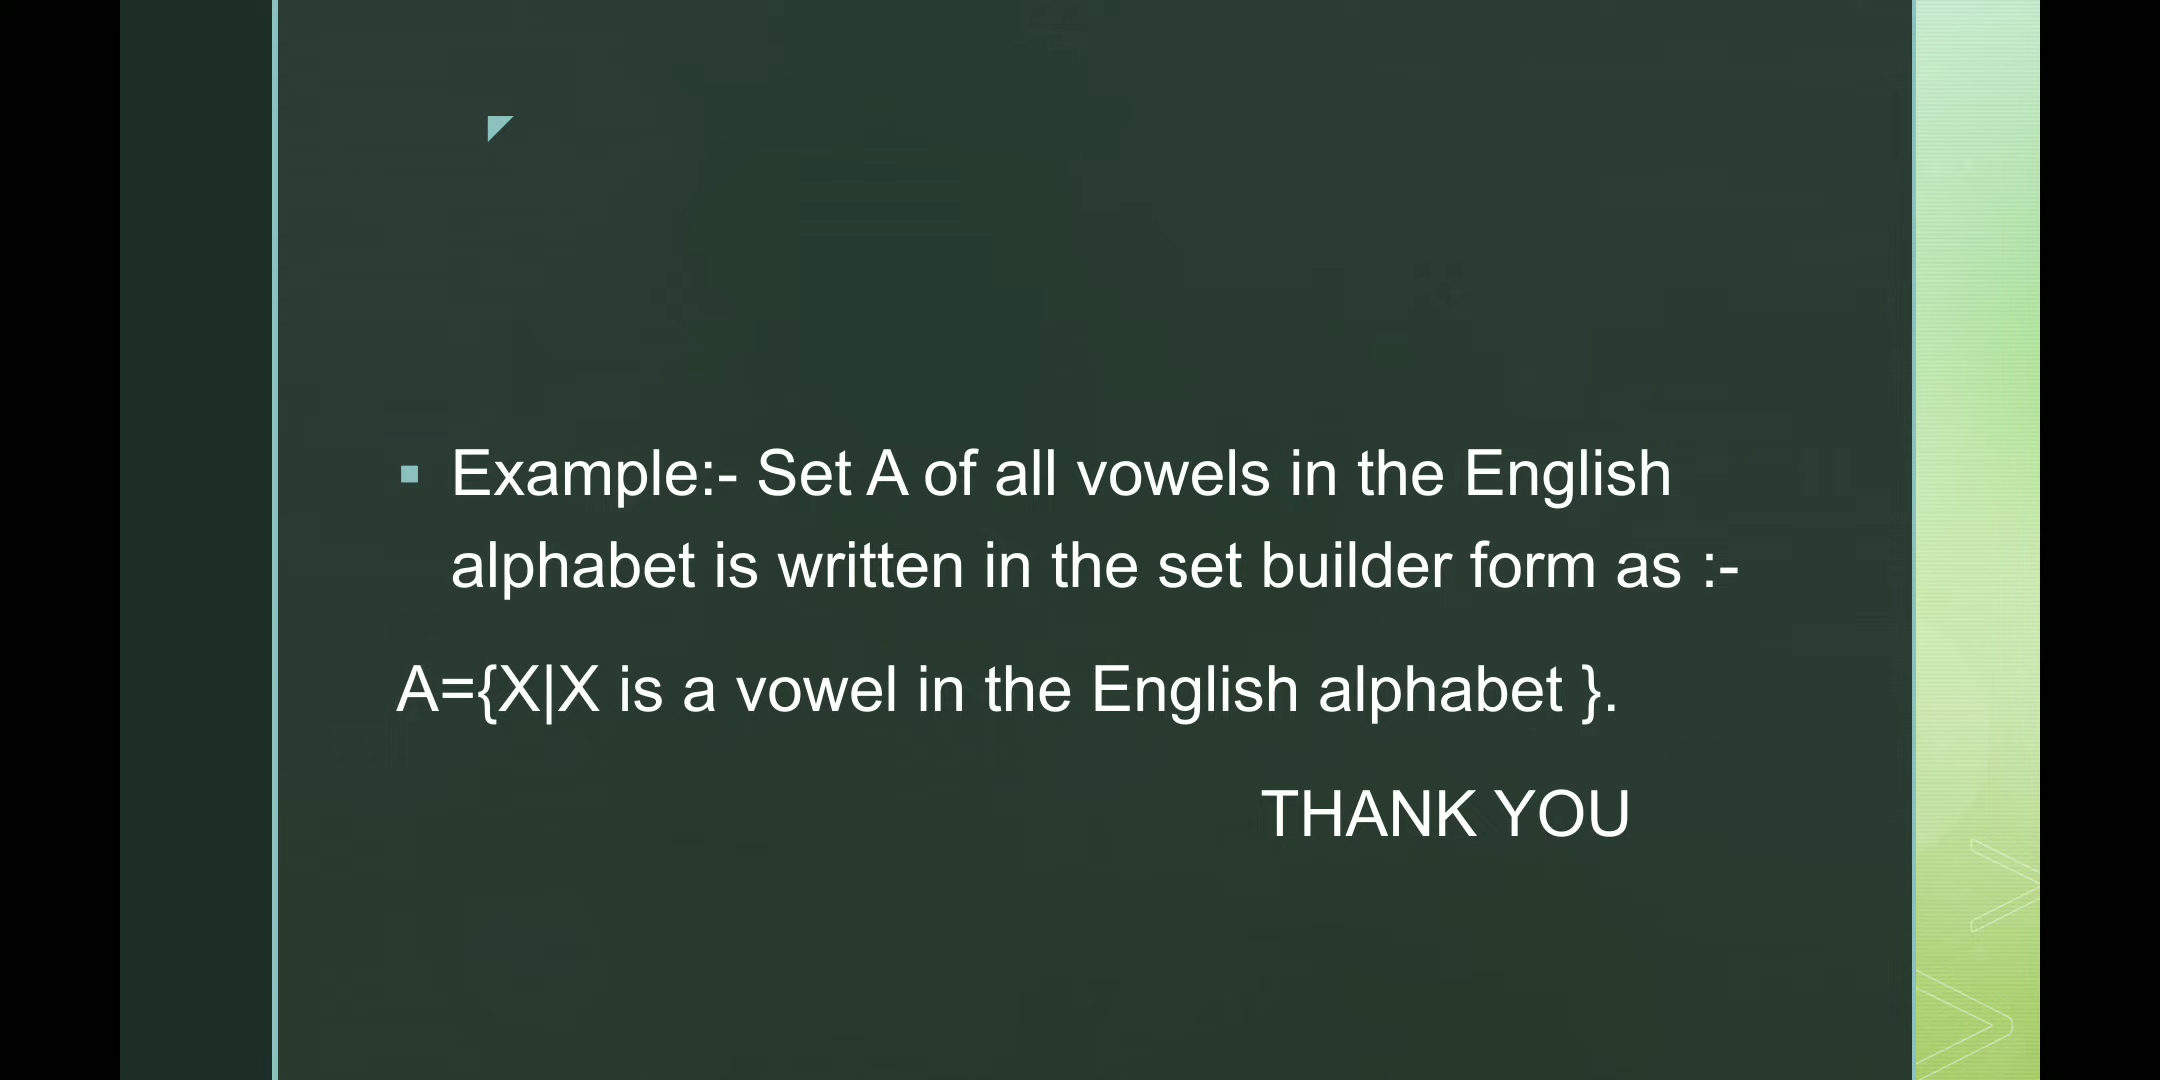 Example:- Set A of all vowels in the English
alphabet is written in the set builder form as :-
A={X|X is a vowel in the English alphabet }.
THANK YOU